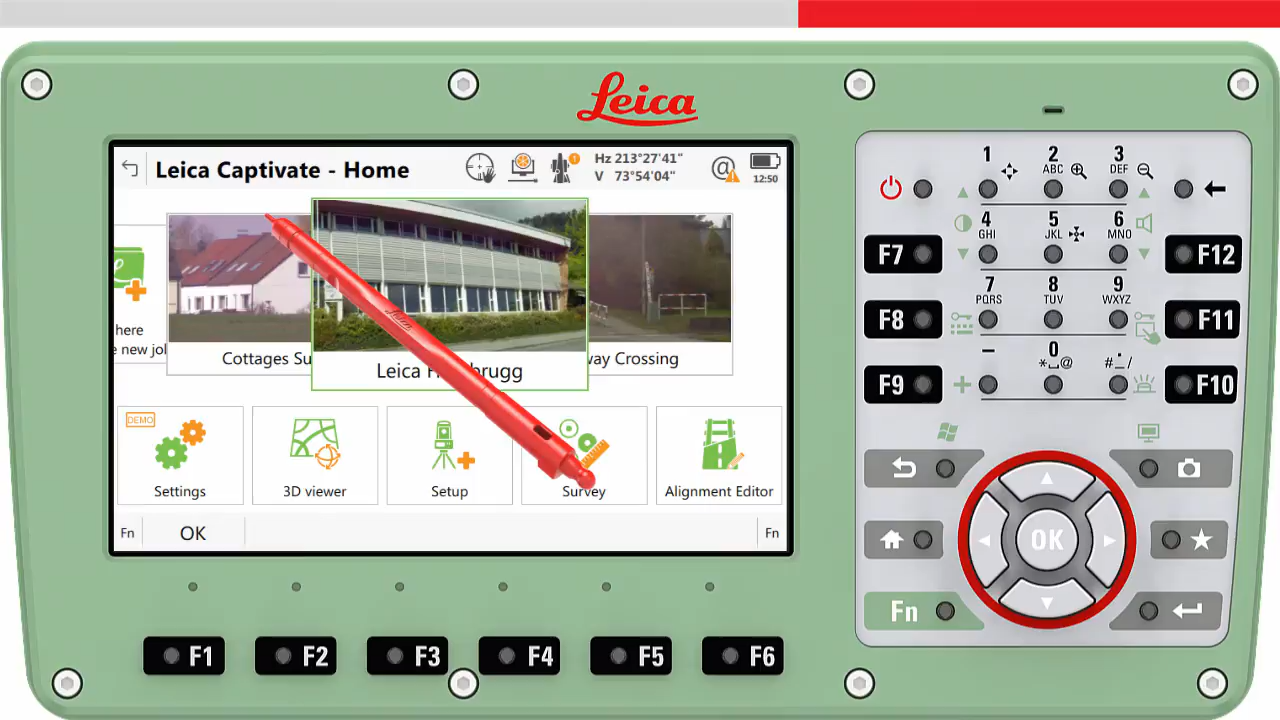 Leica
Leica Captivate - Home
Hz 213°27'41"
V 73°54'04"
@
12:50
here
new jo
Cottages Su
Leica H brugg
way Crossing
Leica
DEMO
Settings
3D viewer
Setup
Survey
Alignment Editor
Fn
OK
Fn
F1
F2
F3
F4
F5
F6
1
2
ABC
3
DEF
4
GHI
5
JKL
6
MNO
7
PQRS
8
TUV
9
WXYZ
–
0
*⎵@
#./
F7
F8
F9
F12
F11
F10
OK
Fn